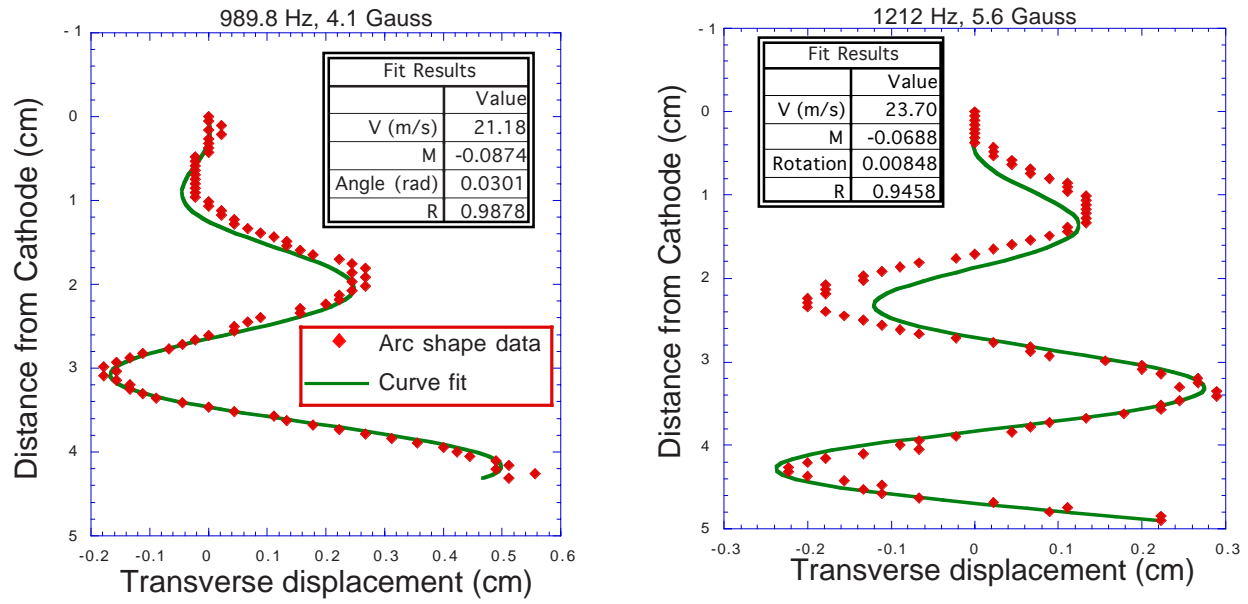 989.8 Hz, 4.1 Gauss
- 1
0
1
2
3
4
5
Distance from Cathode (cm)
Fit Results
Value
V (m/s) 21.18
M -0.0874
Angle (rad) 0.0301
R 0.9878
Arc shape data
Curve fit
-0.2 -0.1 0 0.1 0.2 0.3 0.4 0.5 0.6
Transverse displacement (cm)
1212 Hz, 5.6 Gauss
-1
0
1
2
3
4
5
Distance from Cathode (cm)
Fit Results
Value
V (m/s) 23.70
M -0.0688
Rotation 0.00848
R 0.9458
-0.3 -0.2 -0.1 0 0.1 0.2 0.3
Transverse displacement (cm)